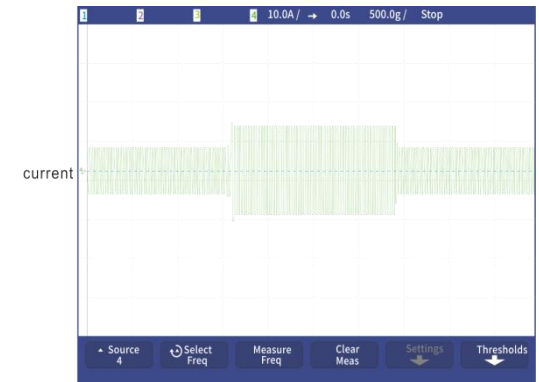 1 2 3 4 10.0A/ → 0.0s 500.0g/ Stop
current
Source
4
Select
Freq
Measure
Freq
Clear
Meas
Settings
Thresholds